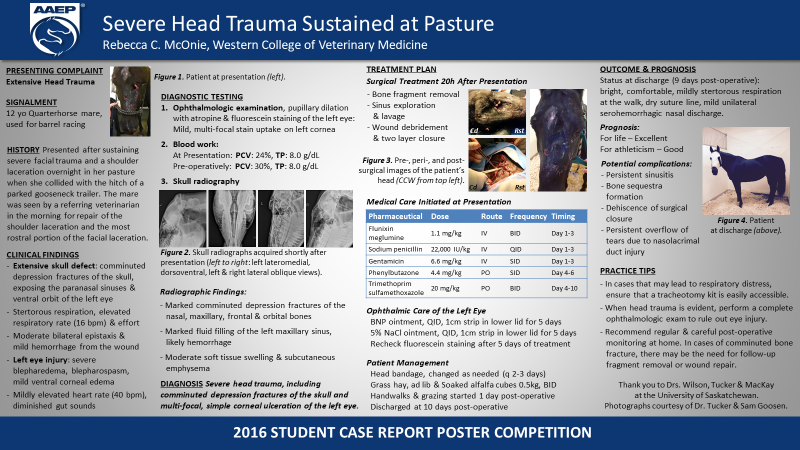 AAEP
Severe Head Trauma Sustained at Pasture
Rebecca C. McOnie, Western College of Veterinary Medicine
PRESENTING COMPLAINT
Extensive Head Trauma
SIGNALMENT
12 yo Quarterhorse mare,
used for barrel racing
HISTORY Presented after sustaining
severe facial trauma and a shoulder
laceration overnight in her pasture
when she collided with the hitch of a
parked gooseneck trailer. The mare
was seen by a referring veterinarian
in the morning for repair of the
shoulder laceration and the most
rostral portion of the facial laceration.
CLINICAL FINDINGS
- Extensive skull defect: comminuted
depression fractures of the skull,
exposing the paranasal sinuses &
ventral orbit of the left eye
- Stertorous respiration, elevated
respiratory rate (16 bpm) & effort
- Moderate bilateral epistaxis &
mild hemorrhage from the wound
- Left eye injury: severe
blepharedema, blepharospasm,
mild ventral corneal edema
- Mildly elevated heart rate (40 bpm),
diminished gut sounds
Figure 1. Patient at presentation (left).
DIAGNOSTIC TESTING
1. Ophthalmologic examination, pupillary dilation
with atropine & fluorescein staining of the left eye:
Mild, multi-focal stain uptake on left cornea
2. Blood work:
At Presentation: PCV: 24%, TP: 8.0 g/dL
Pre-operatively: PCV: 30%, TP: 8.0 g/dL
3. Skull radiography
Figure 2. Skull radiographs acquired shortly after
presentation (left to right: left lateromedial,
dorsoventral, left & right lateral oblique views).
Radiographic Findings:
- Marked comminuted depression fractures of the
nasal, maxillary, frontal & orbital bones
- Marked fluid filling of the left maxillary sinus,
likely hemorrhage
- Moderate soft tissue swelling & subcutaneous
emphysema
DIAGNOSIS Severe head trauma, including
comminuted depression fractures of the skull and
multi-focal, simple corneal ulceration of the left eye.
TREATMENT PLAN
Surgical Treatment 20h After Presentation
- Bone fragment removal
- Sinus exploration
& lavage
- Wound debridement
& two layer closure
Cd Rst
Cd Rst
Figure 3. Pre-, peri-, and post-
surgical images of the patient's
head (CCW from top left).
Medical Care Initiated at Presentation
Pharmaceutical Dose Route Frequency Timing
Flunixin meglumine 1.1 mg/kg IV BID Day 1-3
Sodium penicillin 22,000 IU/kg IV QID Day 1-3
Gentamicin 6.6 mg/kg IV SID Day 1-3
Phenylbutazone 4.4 mg/kg PO SID Day 4-6
Trimethoprim sulfamethoxazole 20 mg/kg PO BID Day 4-10
Ophthalmic Care of the Left Eye
BNP ointment, QID, 1cm strip in lower lid for 5 days
5% NaCl ointment, QID, 1cm strip in lower lid for 5 days
Recheck fluorescein staining after 5 days of treatment
Patient Management
Head bandage, changed as needed (q 2-3 days)
Grass hay, ad lib & Soaked alfalfa cubes 0.5kg, BID
Handwalks & grazing started 1 day post-operative
Discharged at 10 days post-operative
OUTCOME & PROGNOSIS
Status at discharge (9 days post-operative):
bright, comfortable, mildly stertorous respiration
at the walk, dry suture line, mild unilateral
serohemorrhagic nasal discharge.
Prognosis:
For life – Excellent
For athleticism – Good
Potential complications:
- Persistent sinusitis
- Bone sequestra
formation
- Dehiscence of surgical
closure
- Persistent overflow of
tears due to nasolacrimal
duct injury
Figure 4. Patient
at discharge (above).
PRACTICE TIPS
- In cases that may lead to respiratory distress,
ensure that a tracheotomy kit is easily accessible.
- When head trauma is evident, perform a complete
ophthalmologic exam to rule out eye injury.
- Recommend regular & careful post-operative
monitoring at home. In cases of comminuted bone
fracture, there may be the need for follow-up
fragment removal or wound repair.
Thank you to Drs. Wilson, Tucker & MacKay
at the University of Saskatchewan.
Photographs courtesy of Dr. Tucker & Sam Goosen.
2016 STUDENT CASE REPORT POSTER COMPETITION